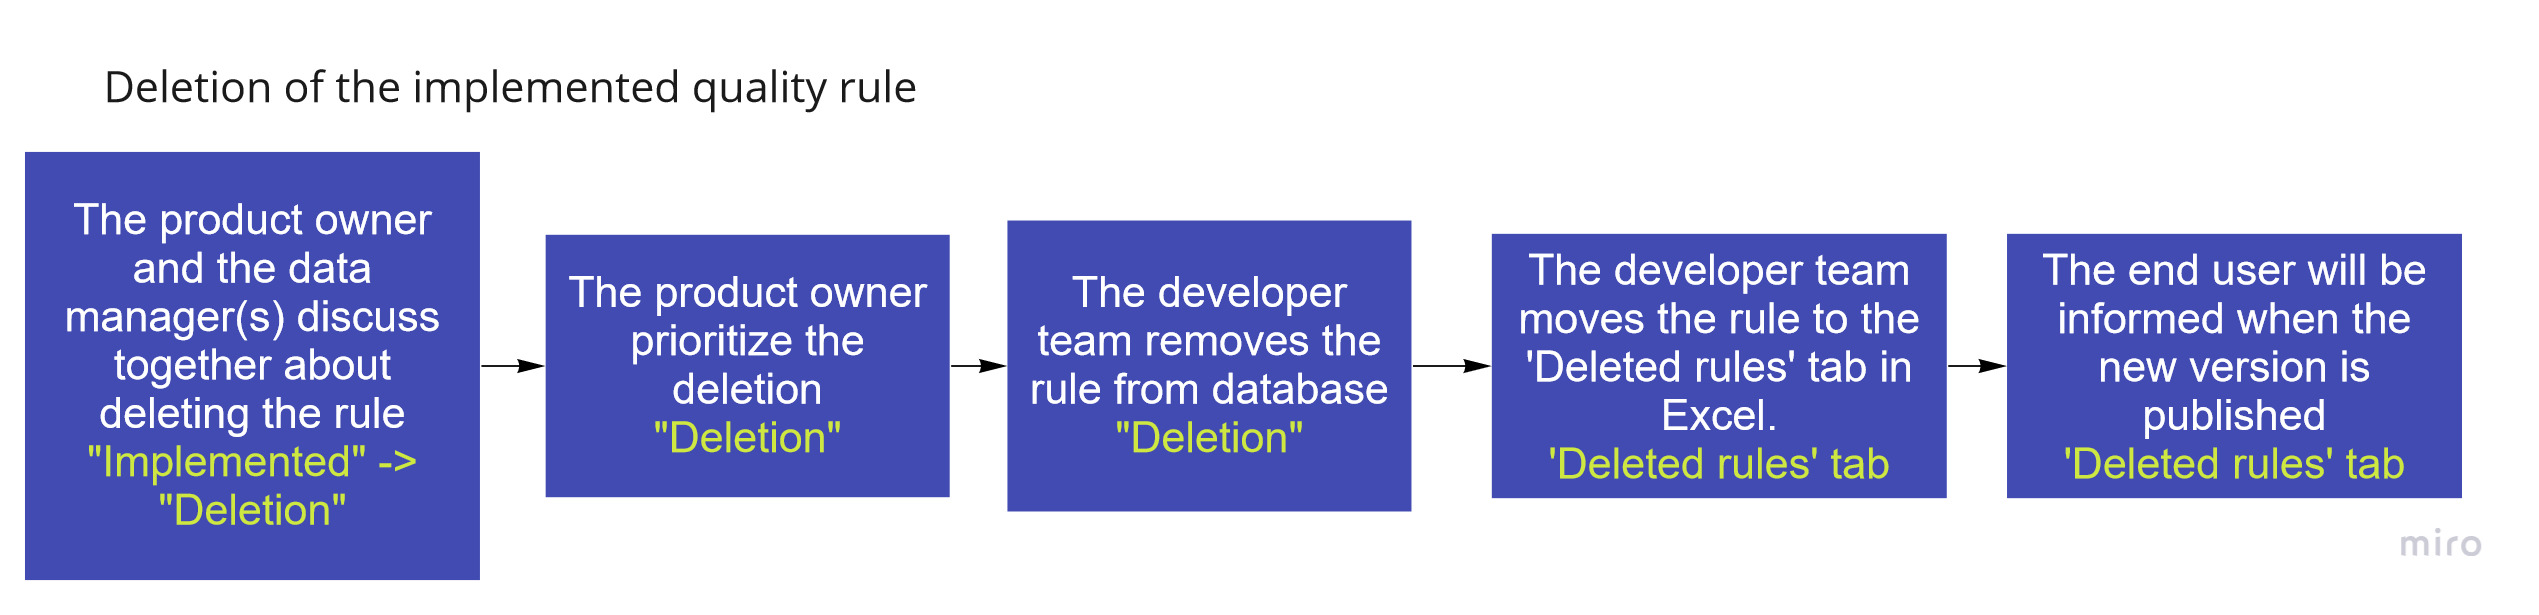 Deletion of the implemented quality rule
The product owner
and the data
manager(s) discuss
together about
deleting the rule
"Implemented" ->
"Deletion"
The product owner
prioritize the
deletion
"Deletion"
The developer
team removes the
rule from database
"Deletion"
The developer team
moves the rule to the
'Deleted rules' tab in
Excel.
'Deleted rules' tab
The end user will be
informed when the
new version is
published
'Deleted rules' tab
miro